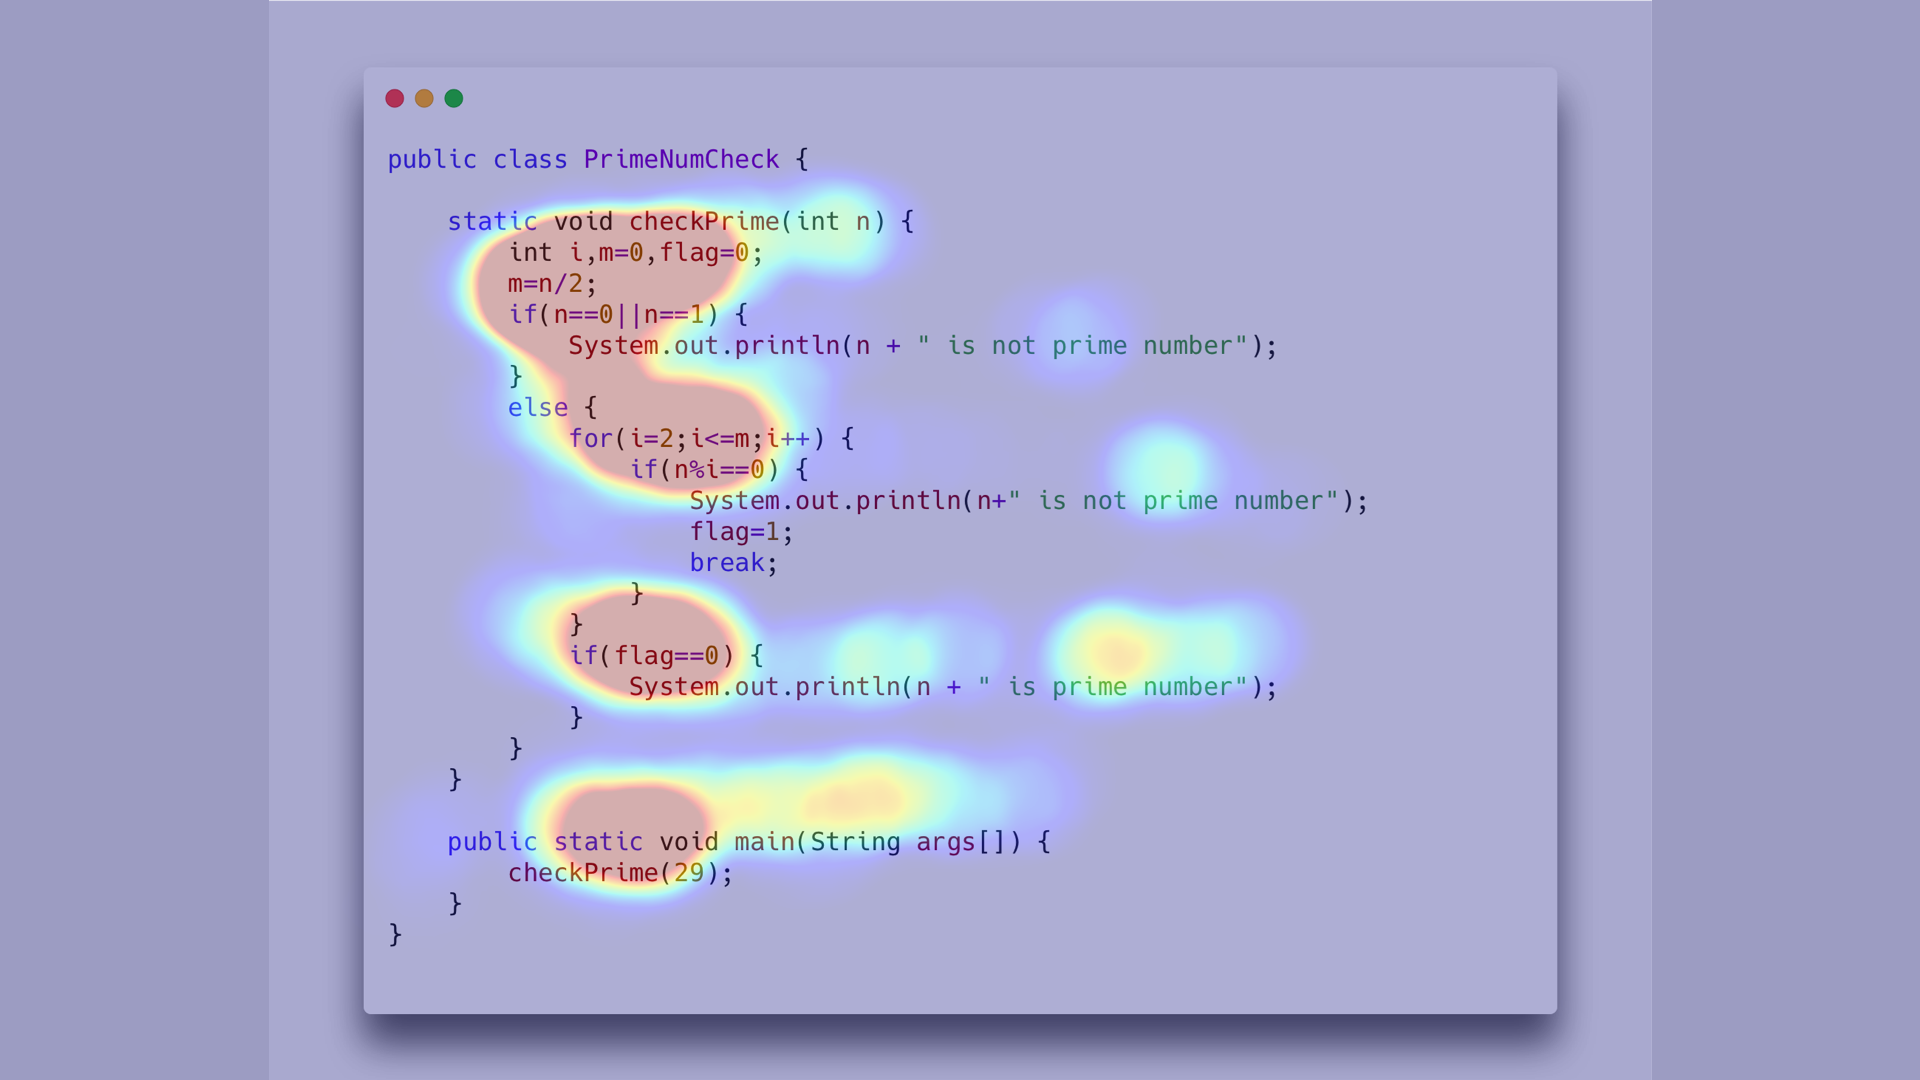 public class PrimeNumCheck {
static void checkPrime(int n) {
int i,m=0,flag=0;
m=n/2;
if(n==0||n==1) {
System.out.println(n + " is not prime number");
}
else {
for(i=2;i<=m;i++) {
if(n%i==0) {
System.out.println(n+" is not prime number");
flag=1;
break;
}
}
if(flag==0) {
System.out.println(n + " is prime number");
}
}
}
public static void main(String args[]) {
checkPrime(29);
}
}